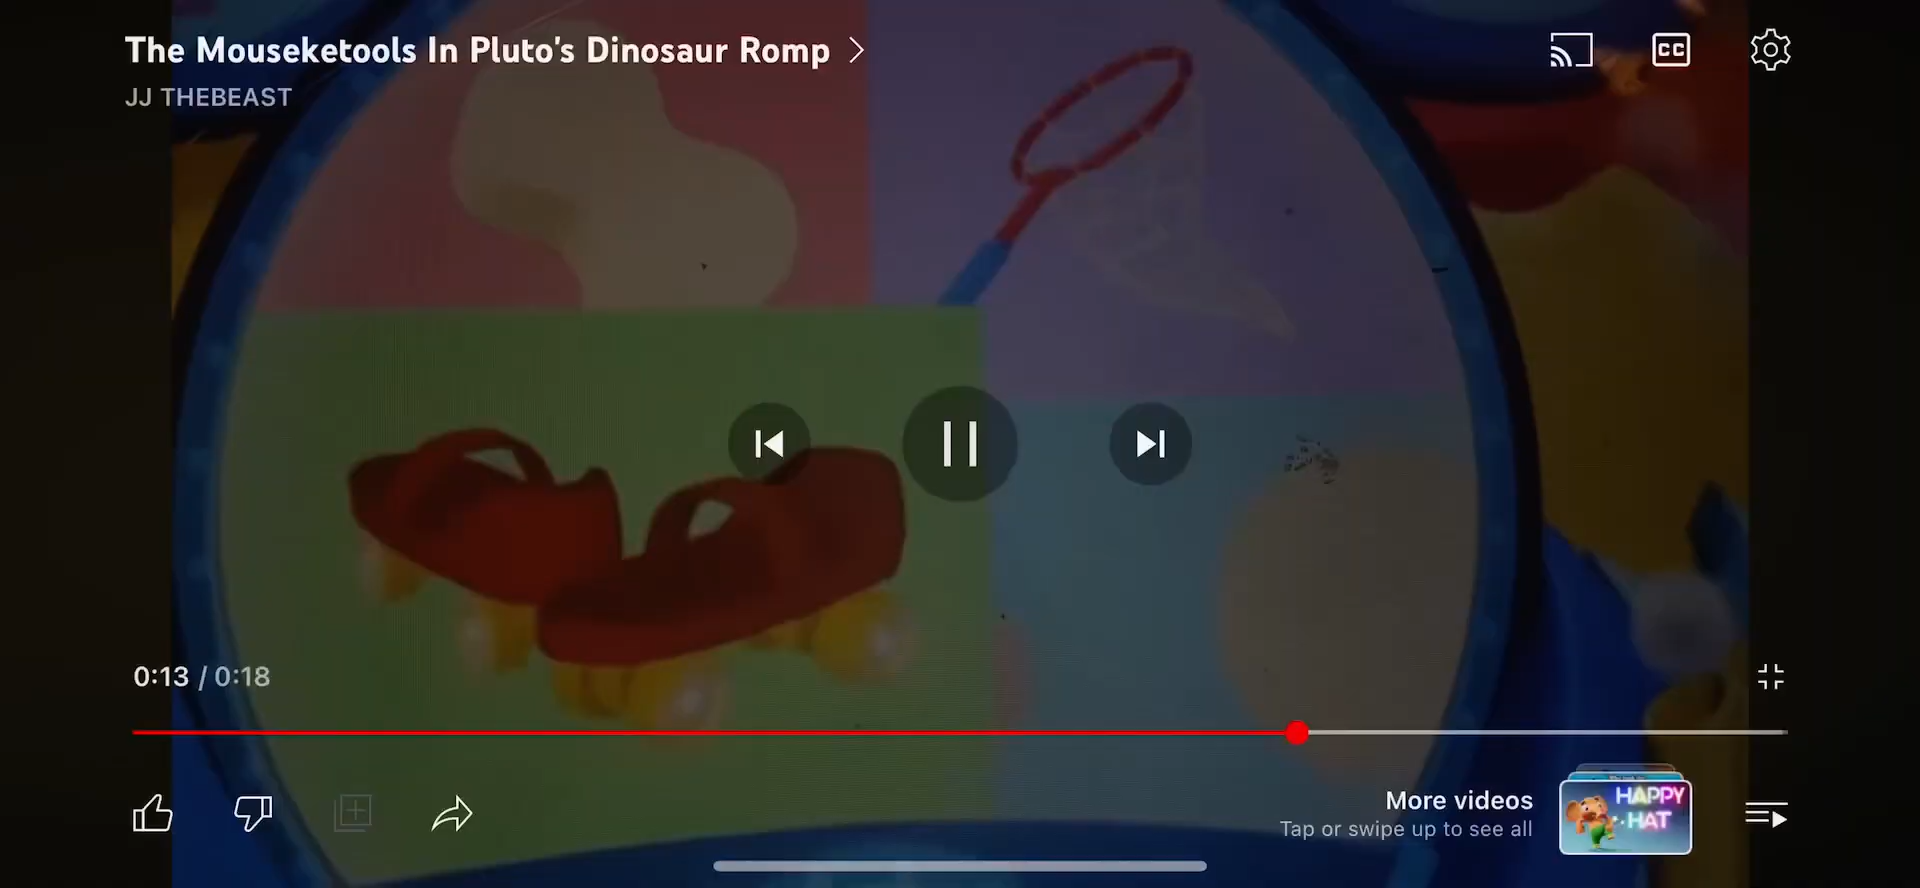 The Mouseketools In Pluto's Dinosaur Romp
JJ THEBEAST
CC
0:13 / 0:18
More videos
Tap or swipe up to see all
HAPPY
HAT